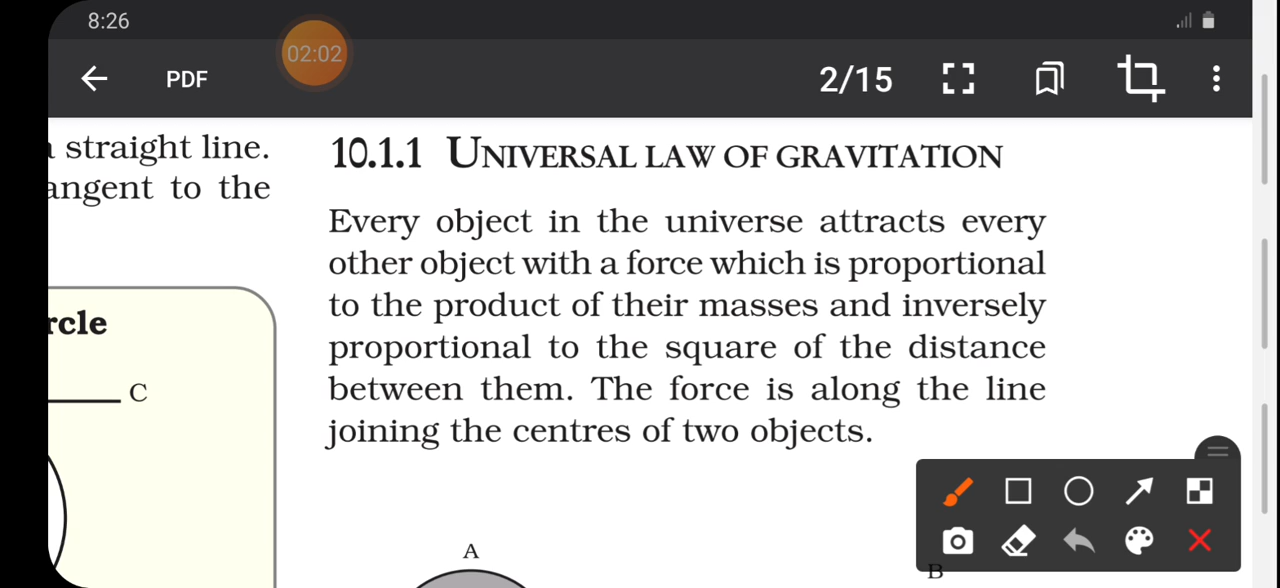 8:26
02:02
PDF
2/15
straight line.
angent to the
rcle
C
10.1.1 UNIVERSAL LAW OF GRAVITATION
Every object in the universe attracts every
other object with a force which is proportional
to the product of their masses and inversely
proportional to the square of the distance
between them. The force is along the line
joining the centres of two objects.
A
B